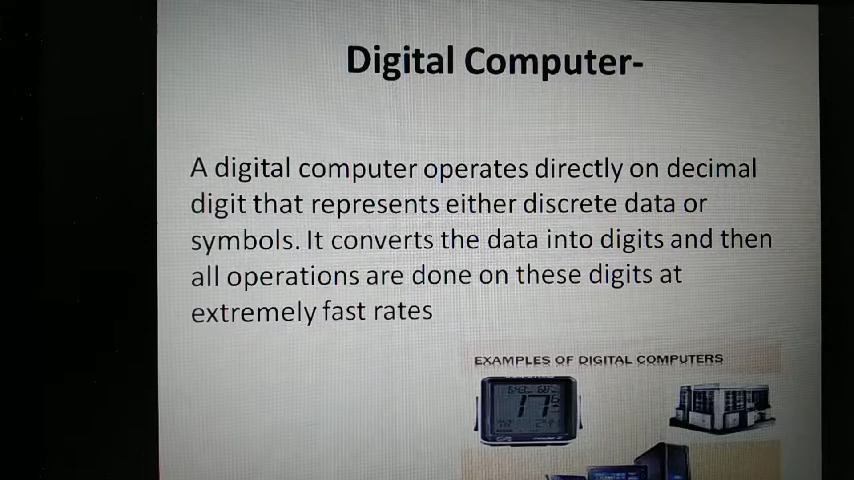 Digital Computer-
A digital computer operates directly on decimal
digit that represents either discrete data or
symbols. It converts the data into digits and then
all operations are done on these digits at
extremely fast rates
EXAMPLES OF DIGITAL COMPUTERS